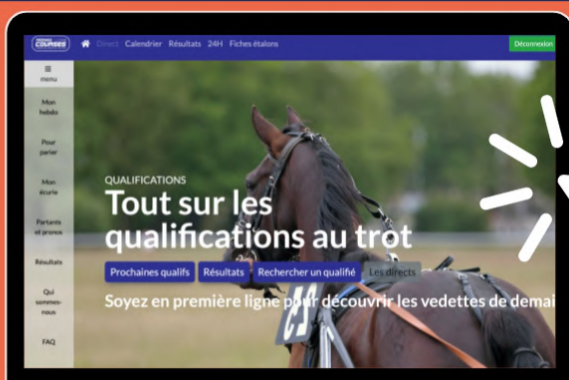 COURSES
Direct Calendrier Résultats 24H Fiches étalons
Déconnexion
menu
Mon
hebdo
Pour
parier
Mon
écurie
Partants
et pronos
Résultats
Qui
sommes-
nous
FAQ
QUALIFICATIONS
Tout sur les
qualifications au trot
Prochaines qualifs Résultats Rechercher un qualifié Les directs
Soyez en première ligne pour découvrir les vedettes de demai